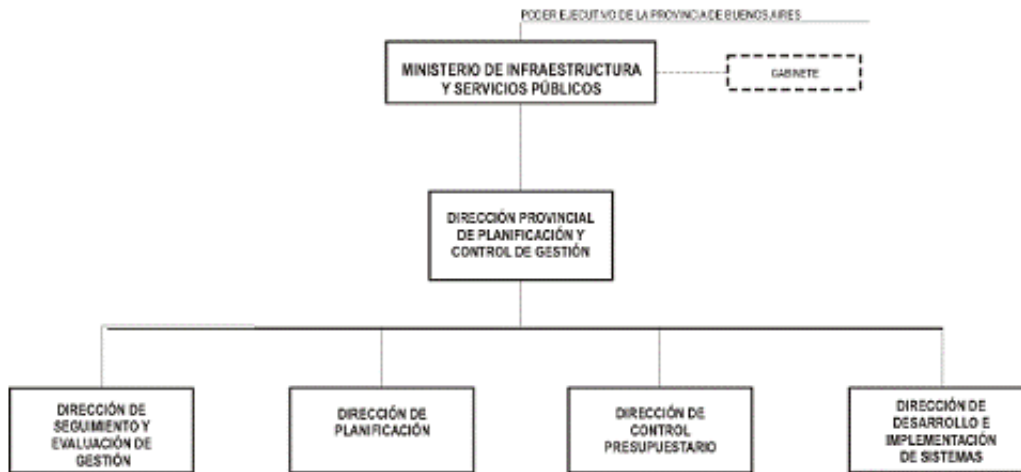 PODER EJECUTIVO DE LA PROVINCIA DE BUENOS AIRES
MINISTERIO DE INFRAESTRUCTURA
Y SERVICIOS PÚBLICOS
GABINETE
DIRECCIÓN PROVINCIAL
DE PLANIFICACIÓN Y
CONTROL DE GESTIÓN
DIRECCIÓN DE
SEGUIMIENTO Y
EVALUACIÓN DE
GESTIÓN
DIRECCIÓN DE
PLANIFICACIÓN
DIRECCIÓN DE
CONTROL
PRESUPUESTARIO
DIRECCIÓN DE
DESARROLLO E
IMPLEMENTACIÓN
DE SISTEMAS